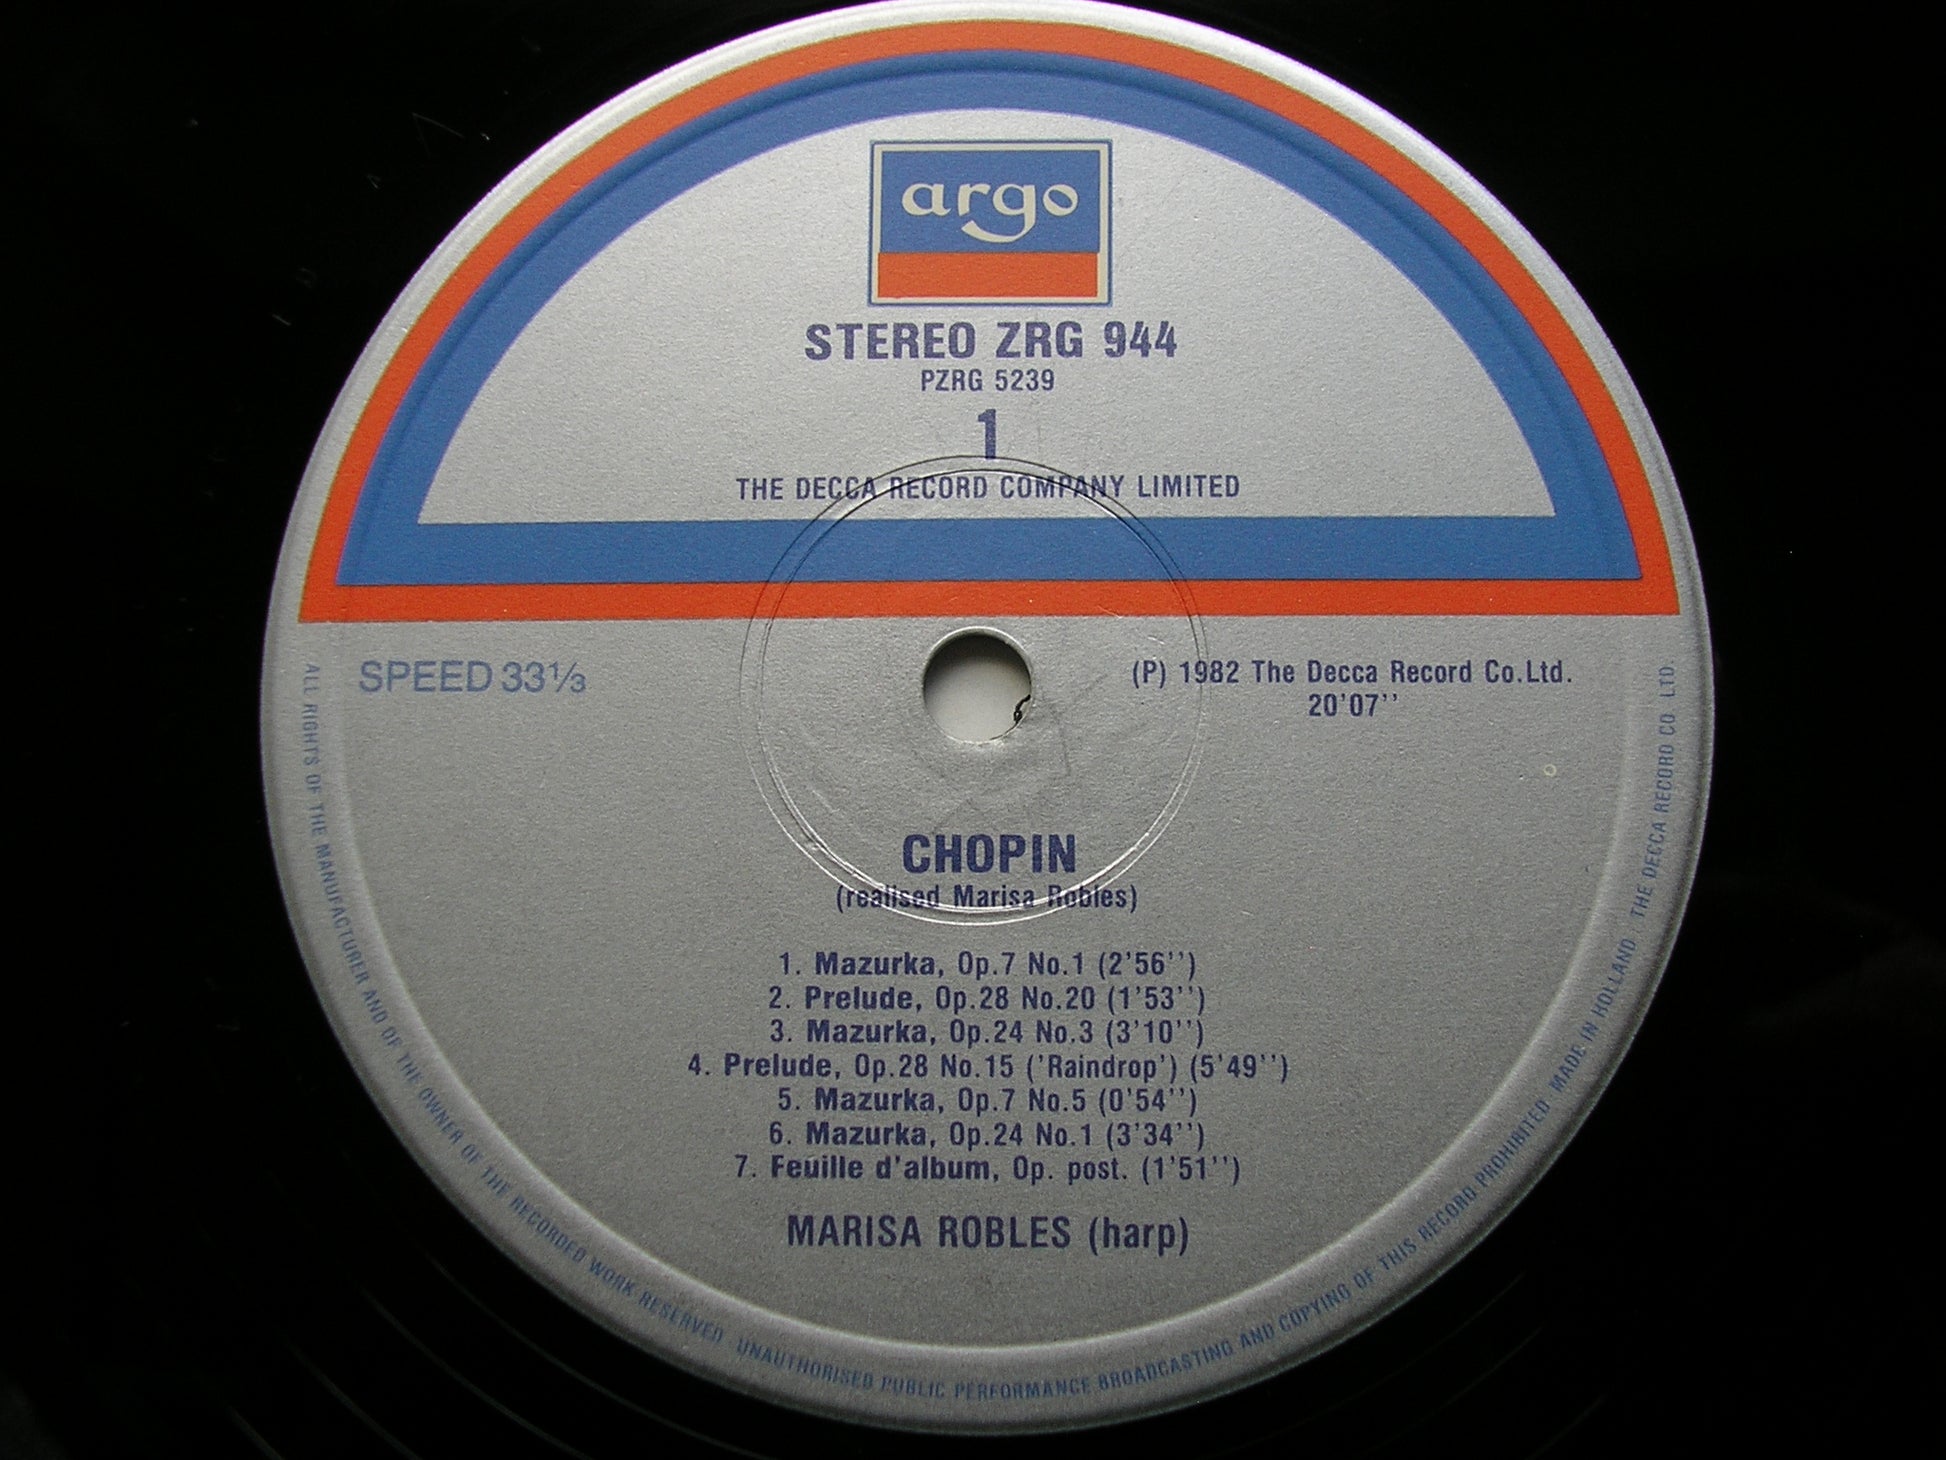 argo
STEREO ZRG 944
PZRG 5239
1
THE DECCA RECORD COMPANY LIMITED
SPEED 33⅓
(P) 1982 The Decca Record Co.Ltd.
20'07''
CHOPIN
(realised Marisa Robles)
1. Mazurka, Op.7 No.1 (2'56'')
2. Prelude, Op.28 No.20 (1'53'')
3. Mazurka, Op.24 No.3 (3'10'')
4. Prelude, Op.28 No.15 ('Raindrop') (5'49'')
5. Mazurka, Op.7 No.5 (0'54'')
6. Mazurka, Op.24 No.1 (3'34'')
7. Feuille d'album, Op. post. (1'51'')
MARISA ROBLES (harp)
ALL RIGHTS OF THE MANUFACTURER AND OF THE OWNER OF THE RECORDED WORK RESERVED UNAUTHORISED PUBLIC PERFORMANCE BROADCASTING AND COPYING OF THIS RECORD PROHIBITED MADE IN HOLLAND THE DECCA RECORD CO LTD.